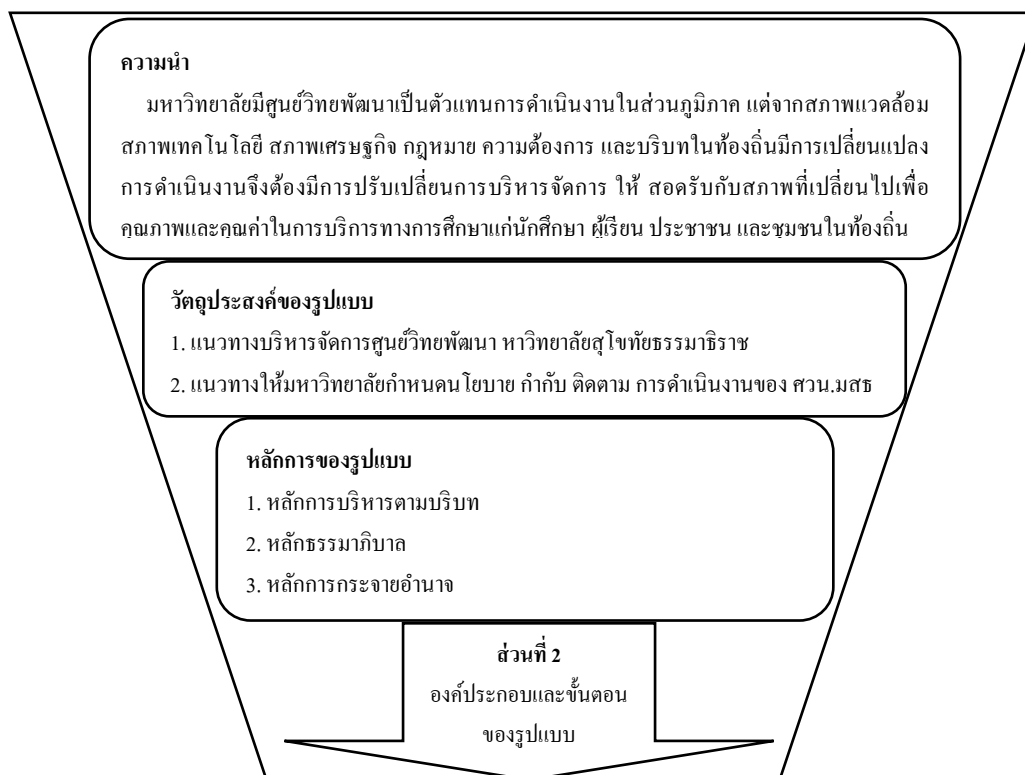 ความนำ
มหาวิทยาลัยมีศูนย์วิทยพัฒนาเป็นตัวแทนการดำเนินงานในส่วนภูมิภาค แต่จากสภาพแวดล้อม
สภาพเทคโนโลยี สภาพเศรษฐกิจ กฎหมาย ความต้องการ และบริบทในท้องถิ่นมีการเปลี่ยนแปลง
การดำเนินงานจึงต้องมีการปรับเปลี่ยนการบริหารจัดการ ให้ สอดรับกับสภาพที่เปลี่ยนไปเพื่อ
คุณภาพและคุณค่าในการบริการทางการศึกษาแก่นักศึกษา ผู้เรียน ประชาชน และชุมชนในท้องถิ่น
วัตถุประสงค์ของรูปแบบ
1. แนวทางบริหารจัดการศูนย์วิทยพัฒนา หาวิทยาลัยสุโขทัยธรรมาธิราช
2. แนวทางให้มหาวิทยาลัยกำหนดนโยบาย กำกับ ติดตาม การดำเนินงานของ ศวน.มสธ
หลักการของรูปแบบ
1. หลักการบริหารตามบริบท
2. หลักธรรมาภิบาล
3. หลักการกระจายอำนาจ
ส่วนที่ 2
องค์ประกอบและขั้นตอน
ของรูปแบบ